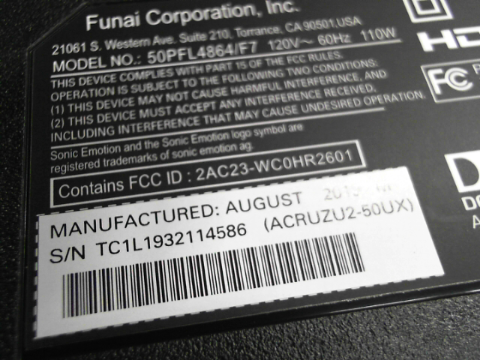 Funai Corporation, Inc.
21061 S. Western Ave, Suite 210, Torrance, CA 90501.USA
MODEL NO.: 50PFL4864/F7 120V~ 60Hz 110W
THIS DEVICE COMPLIES WITH PART 15 OF THE FCC RULES.
OPERATION IS SUBJECT TO THE FOLLOWING TWO CONDITIONS:
(1) THIS DEVICE MAY NOT CAUSE HARMFUL INTERFERENCE, AND
(2) THIS DEVICE MUST ACCEPT ANY INTERFERENCE RECEIVED,
INCLUDING INTERFERENCE THAT MAY CAUSE UNDESIRED OPERATION.
Sonic Emotion and Sonic Emotion logo symbol are
registered trademarks of sonic emotion ag.
Contains FCC ID : 2AC23-WC0HR2601
MANUFACTURED: AUGUST
S/N TC1L1932114586 (ACRUZU2-50UX)
HD
FC